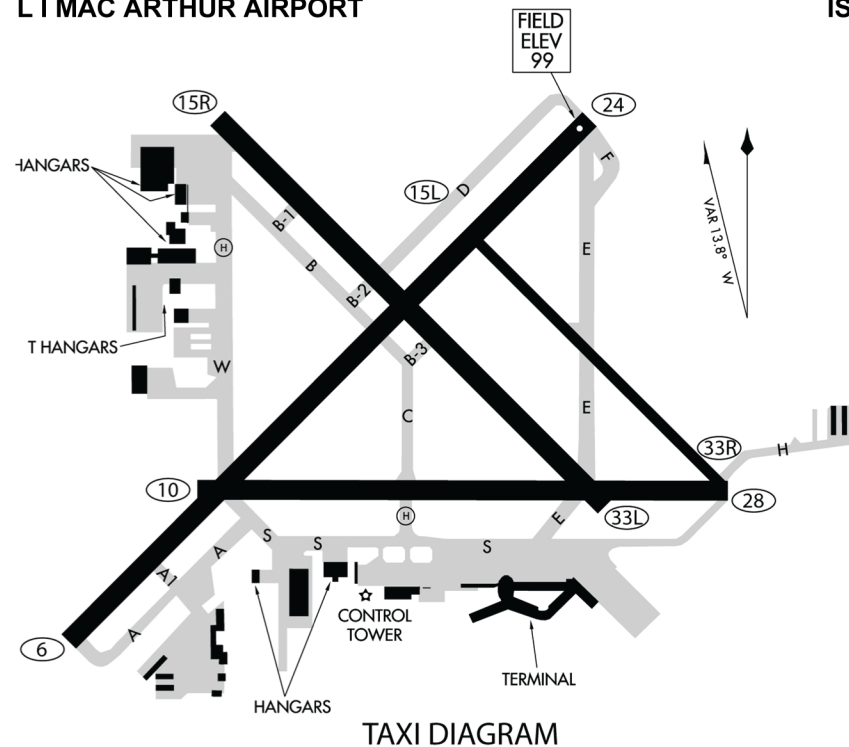 L I MAC ARTHUR AIRPORT
IS
FIELD
ELEV
99
15R
24
HANGARS
F
15L
D
B-1
VAR 13.8° W
H
E
B
B-2
T HANGARS
B-3
W
C
E
33R
H
10
28
H
33L
E
S
S
S
A
A1
CONTROL
TOWER
A
6
TERMINAL
HANGARS
TAXI DIAGRAM